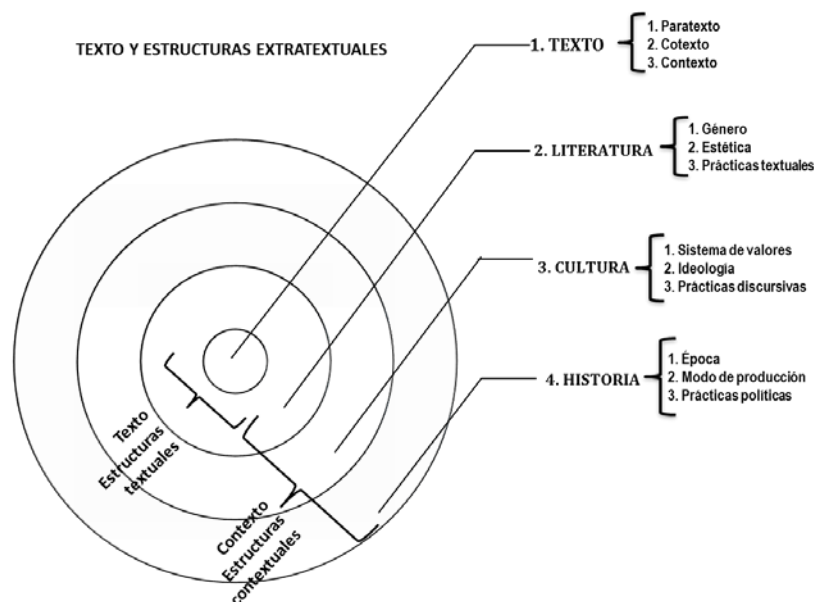 TEXTO Y ESTRUCTURAS EXTRATEXTUALES
1. TEXTO
1. Paratexto
2. Cotexto
3. Contexto
2. LITERATURA
1. Género
2. Estética
3. Prácticas textuales
3. CULTURA
1. Sistema de valores
2. Ideología
3. Prácticas discursivas
4. HISTORIA
1. Época
2. Modo de producción
3. Prácticas políticas
Texto
Estructuras
textuales
Contexto
Estructuras
contextuales